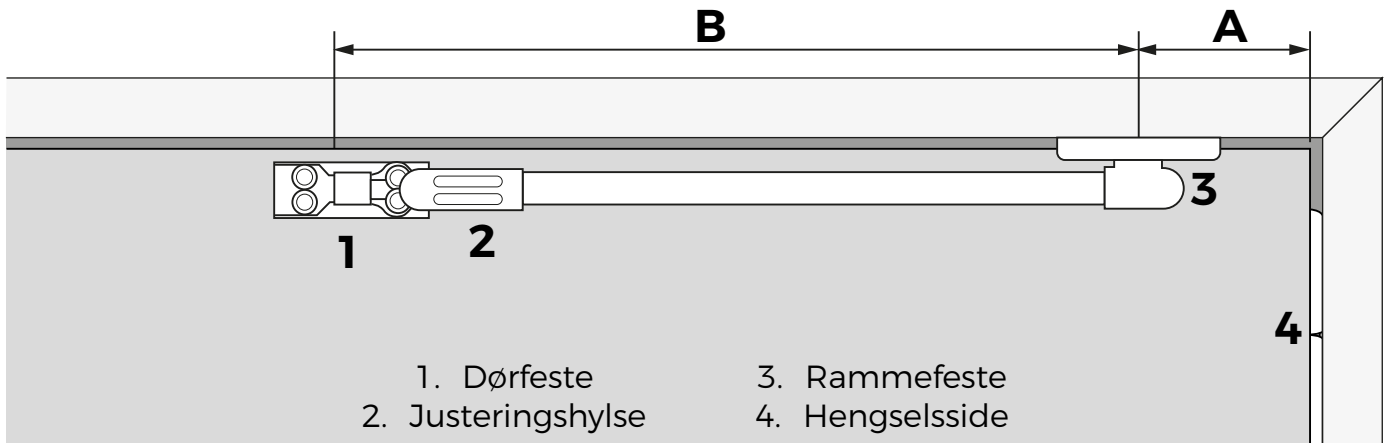 B
A
3
1
2
4
1. Dørfeste
2. Justeringshylse
3. Rammefeste
4. Hengselsside